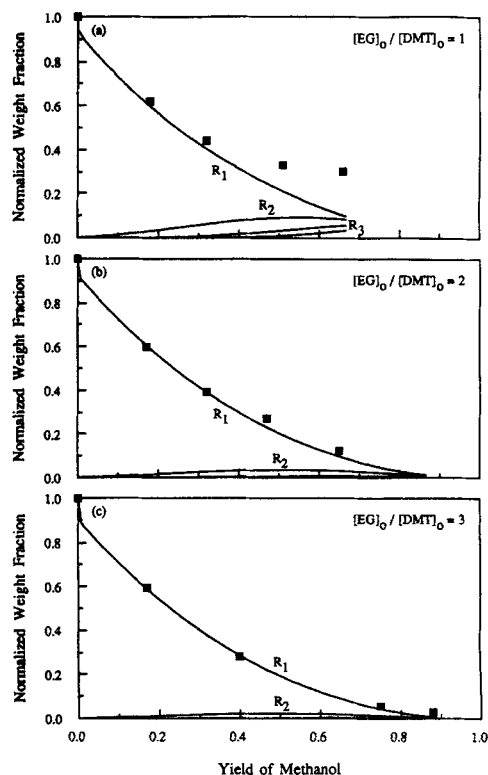 1.0
(a)
[EG]o / [DMT]o = 1
0.8
0.6
0.4
R1
0.2
R2
R3
0.0
Normalized Weight Fraction
1.0
(b)
[EG]o / [DMT]o = 2
0.8
0.6
0.4
R1
0.2
R2
0.0
Normalized Weight Fraction
1.0
(c)
[EG]o / [DMT]o = 3
0.8
0.6
0.4
R1
0.2
R2
0.0
Normalized Weight Fraction
0.0 0.2 0.4 0.6 0.8 1.0
Yield of Methanol